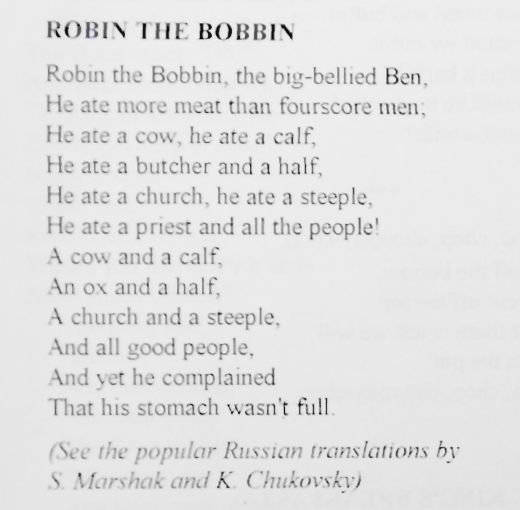 ROBIN THE BOBBIN
Robin the Bobbin, the big-bellied Ben,
He ate more meat than fourscore men;
He ate a cow, he ate a calf,
He ate a butcher and a half,
He ate a church, he ate a steeple,
He ate a priest and all the people!
A cow and a calf,
An ox and a half,
A church and a steeple,
And all good people,
And yet he complained
That his stomach wasn't full.
(See the popular Russian translations by
S. Marshak and K. Chukovsky)